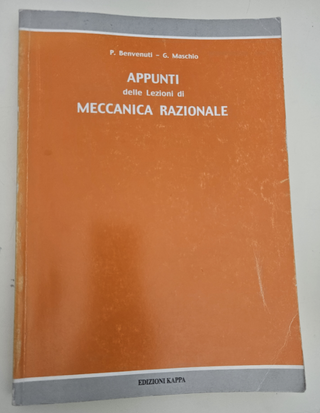 P. Benvenuti - G. Maschio
APPUNTI
delle Lezioni di
MECCANICA RAZIONALE
EDIZIONI KAPPA